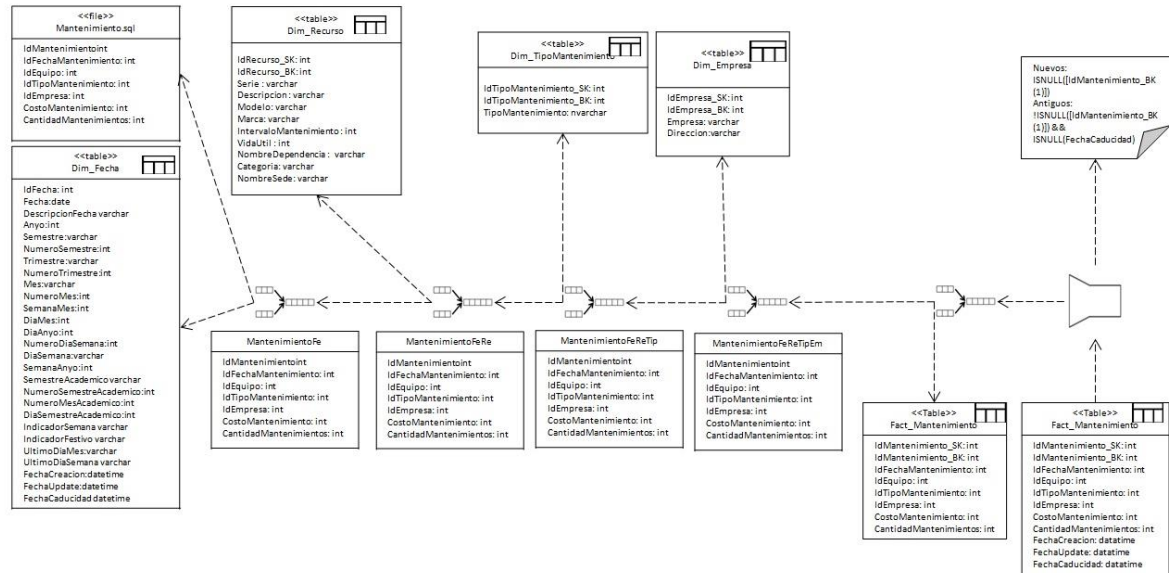 <<file>>
Mantenimiento.sql
IdMantenimientoint
IdFechaMantenimiento: int
IdEquipo: int
IdTipoMantenimiento: int
IdEmpresa: int
CostoMantenimiento: int
CantidadMantenimientos: int
<<table>>
Dim_Fecha
IdFecha: int
Fecha:date
DescripcionFecha varchar
Anyo:int
Semestre:varchar
NumeroSemestre:int
Trimestre:varchar
NumeroTrimestre:int
Mes:varchar
NumeroMes:int
SemanaMes:int
DiaMes:int
DiaAnyo:int
NumeroDiaSemana:int
DiaSemana:varchar
SemanaAnyo:int
SemestreAcademico varchar
NumeroSemestreAcademico:int
NumeroMesAcademico:int
DiaSemestreAcademico:int
IndicadorSemana varchar
IndicadorFestivo varchar
UltimoDiaMes:varchar
UltimoDiaSemana varchar
FechaCreacion:datetime
FechaUpdate:datetime
FechaCaducidad datetime
<<table>>
Dim_Recurso
IdRecurso_SK: int
IdRecurso_BK: int
Serie : varchar
Descripcion : varchar
Modelo: varchar
Marca: varchar
IntervaloMantenimiento: int
VidaUtil : int
NombreDependencia : varchar
Categoria: varchar
NombreSede: varchar
<<table>>
Dim_TipoMantenimiento
IdTipoMantenimiento_SK: int
IdTipoMantenimiento_BK: int
TipoMantenimiento: nvarchar
<<table>>
Dim_Empresa
IdEmpresa_SK: int
IdEmpresa_BK: int
Empresa: varchar
Direccion:varchar
Nuevos:
ISNULL([IdMantenimiento_BK
(1)])
Antiguos:
!ISNULL([IdMantenimiento_BK
(1)]) &&
ISNULL(FechaCaducidad)
MantenimientoFe
IdMantenimientoint
IdFechaMantenimiento: int
IdEquipo: int
IdTipoMantenimiento: int
IdEmpresa: int
CostoMantenimiento: int
CantidadMantenimientos: int
MantenimientoFeRe
IdMantenimientoint
IdFechaMantenimiento: int
IdEquipo: int
IdTipoMantenimiento: int
IdEmpresa: int
CostoMantenimiento: int
CantidadMantenimientos: int
MantenimientoFeReTip
IdMantenimientoint
IdFechaMantenimiento: int
IdEquipo: int
IdTipoMantenimiento: int
IdEmpresa: int
CostoMantenimiento: int
CantidadMantenimientos: int
MantenimientoFeReTipEm
IdMantenimientoint
IdFechaMantenimiento: int
IdEquipo: int
IdTipoMantenimiento: int
IdEmpresa: int
CostoMantenimiento: int
CantidadMantenimientos: int
<<Table>>
Fact_Mantenimiento
IdMantenimiento_SK: int
IdMantenimiento_BK: int
IdFechaMantenimiento: int
IdEquipo: int
IdTipoMantenimiento: int
IdEmpresa: int
CostoMantenimiento: int
CantidadMantenimientos: int
<<Table>>
Fact_Mantenimiento
IdMantenimiento_SK: int
IdMantenimiento_BK: int
IdFechaMantenimiento: int
IdEquipo: int
IdTipoMantenimiento: int
IdEmpresa: int
CostoMantenimiento: int
CantidadMantenimientos: int
FechaCreacion: datatime
FechaUpdate: datatime
FechaCaducidad: datatime